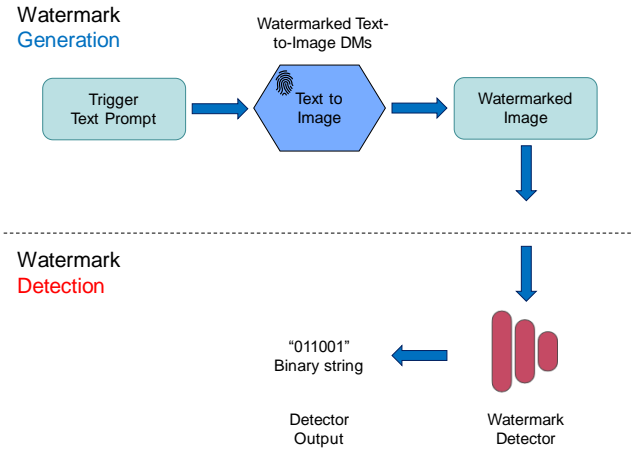 Watermark
Generation
Watermarked Text-
to-Image DMs
Trigger
Text Prompt
Text to
Image
Watermarked
Image
Watermark
Detection
“011001”
Binary string
Detector
Output
Watermark
Detector